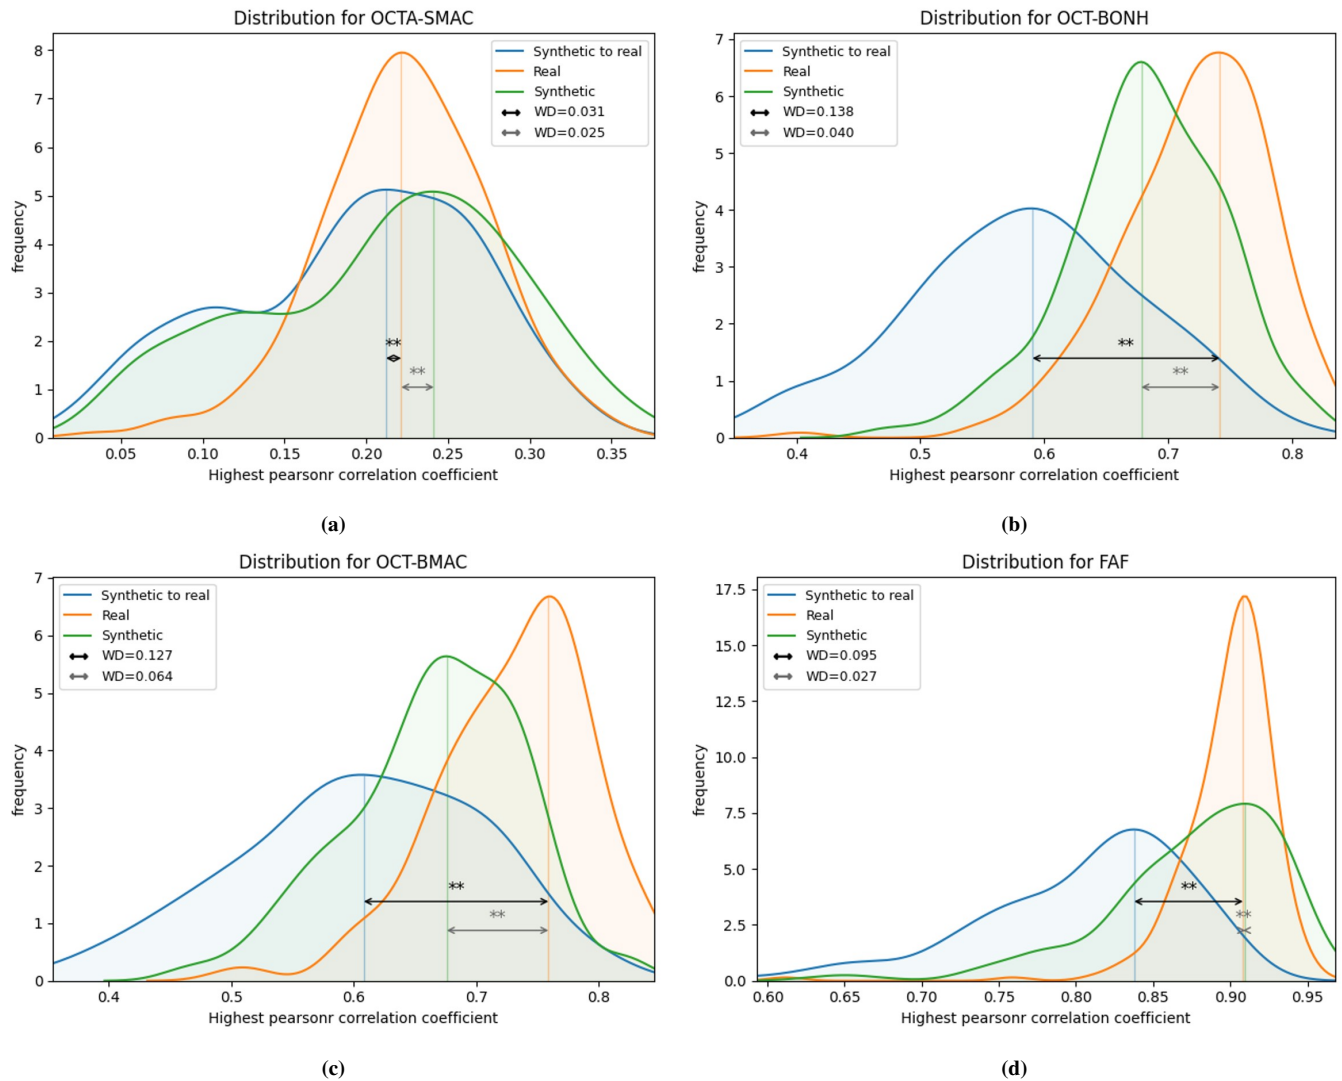 Distribution for OCTA-SMAC
frequency
8
7
6
5
4
3
2
1
0
Synthetic to real
Real
Synthetic
WD=0.031
WD=0.025
**
**
0.05 0.10 0.15 0.20 0.25 0.30 0.35
Highest pearsonr correlation coefficient
(a)
Distribution for OCT-BONH
frequency
7
6
5
4
3
2
1
0
Synthetic to real
Real
Synthetic
WD=0.138
WD=0.040
**
**
0.4 0.5 0.6 0.7 0.8
Highest pearsonr correlation coefficient
(b)
Distribution for OCT-BMAC
frequency
7
6
5
4
3
2
1
0
Synthetic to real
Real
Synthetic
WD=0.127
WD=0.064
**
**
0.4 0.5 0.6 0.7 0.8
Highest pearsonr correlation coefficient
(c)
Distribution for FAF
frequency
17.5
15.0
12.5
10.0
7.5
5.0
2.5
0.0
Synthetic to real
Real
Synthetic
WD=0.095
WD=0.027
**
**
0.60 0.65 0.70 0.75 0.80 0.85 0.90 0.95
Highest pearsonr correlation coefficient
(d)